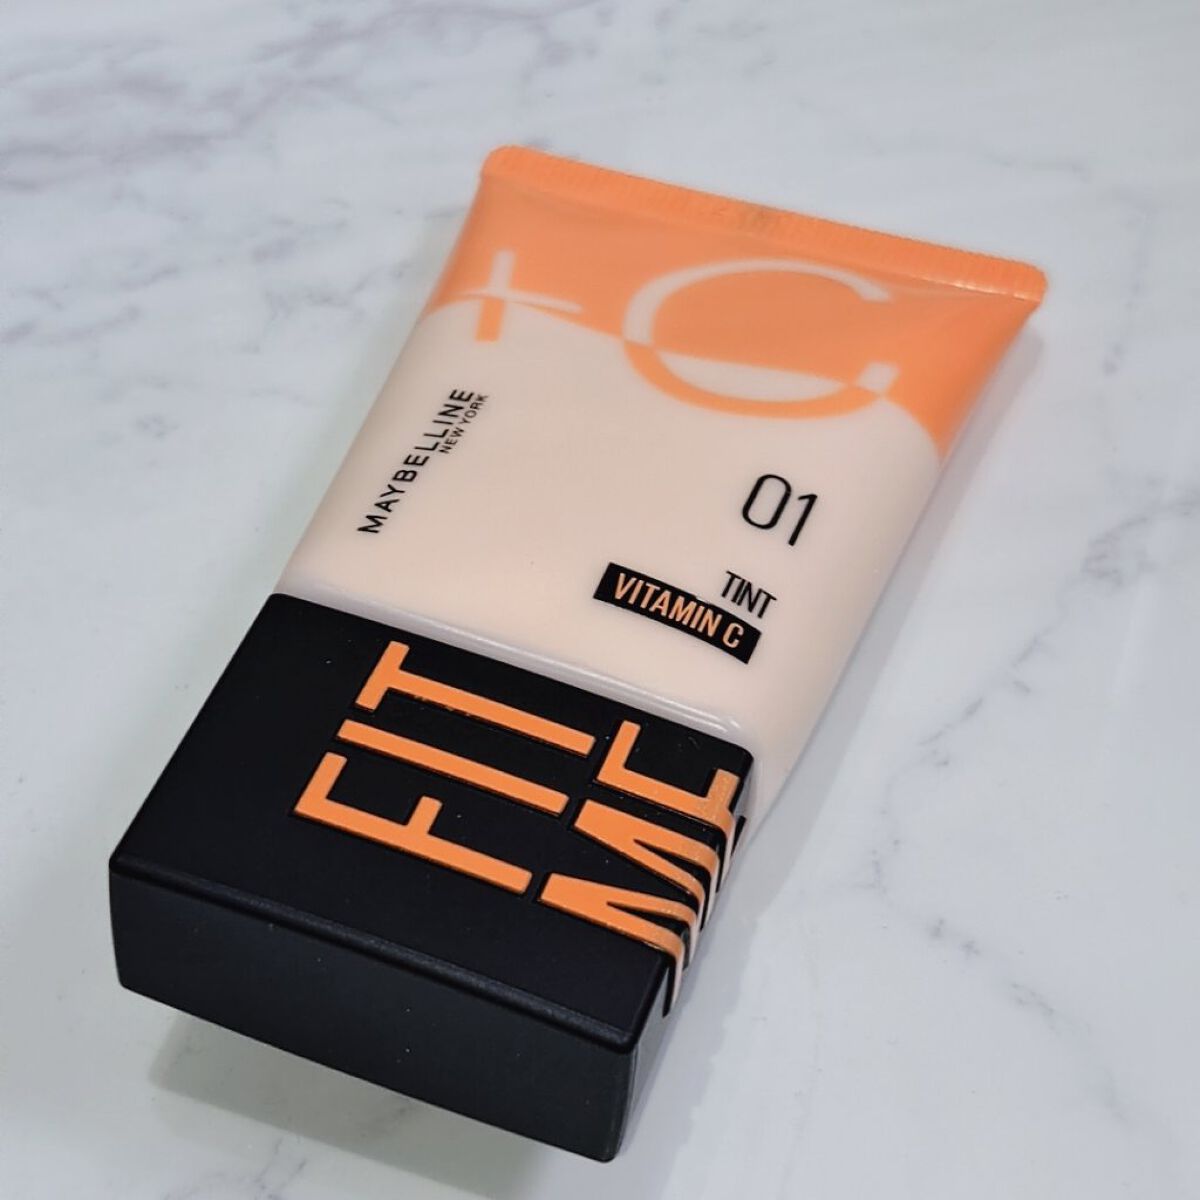 +C
MAYBELLINE
NEW YORK
01
TINT
VITAMIN C
FIT
ME